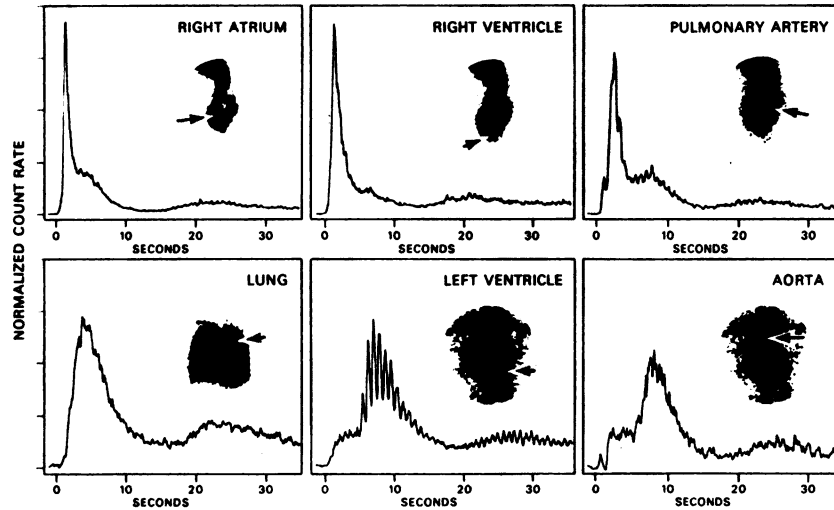 NORMALIZED COUNT RATE
RIGHT ATRIUM
0 10 20 30
SECONDS
RIGHT VENTRICLE
0 10 20 30
SECONDS
PULMONARY ARTERY
0 10 20 30
SECONDS
LUNG
0 10 20 30
SECONDS
LEFT VENTRICLE
0 10 20 30
SECONDS
AORTA
0 10 20 30
SECONDS